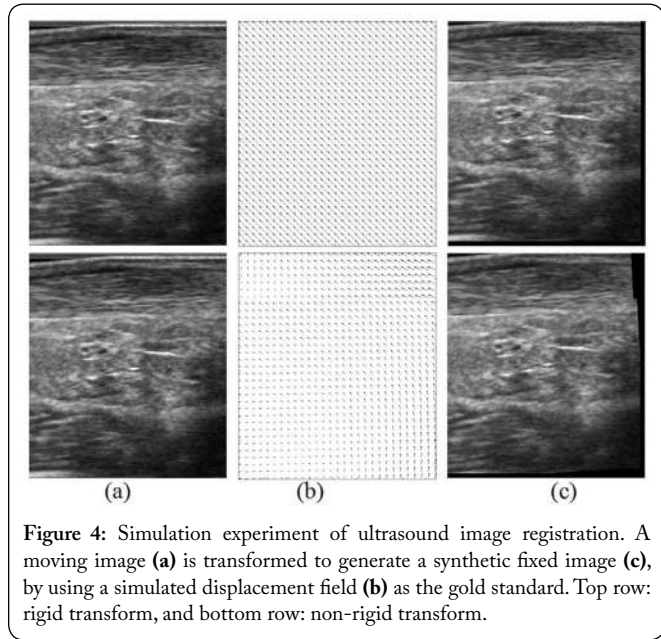 (a) (b) (c)
Figure 4: Simulation experiment of ultrasound image registration. A
moving image (a) is transformed to generate a synthetic fixed image (c),
by using a simulated displacement field (b) as the gold standard. Top row:
rigid transform, and bottom row: non-rigid transform.